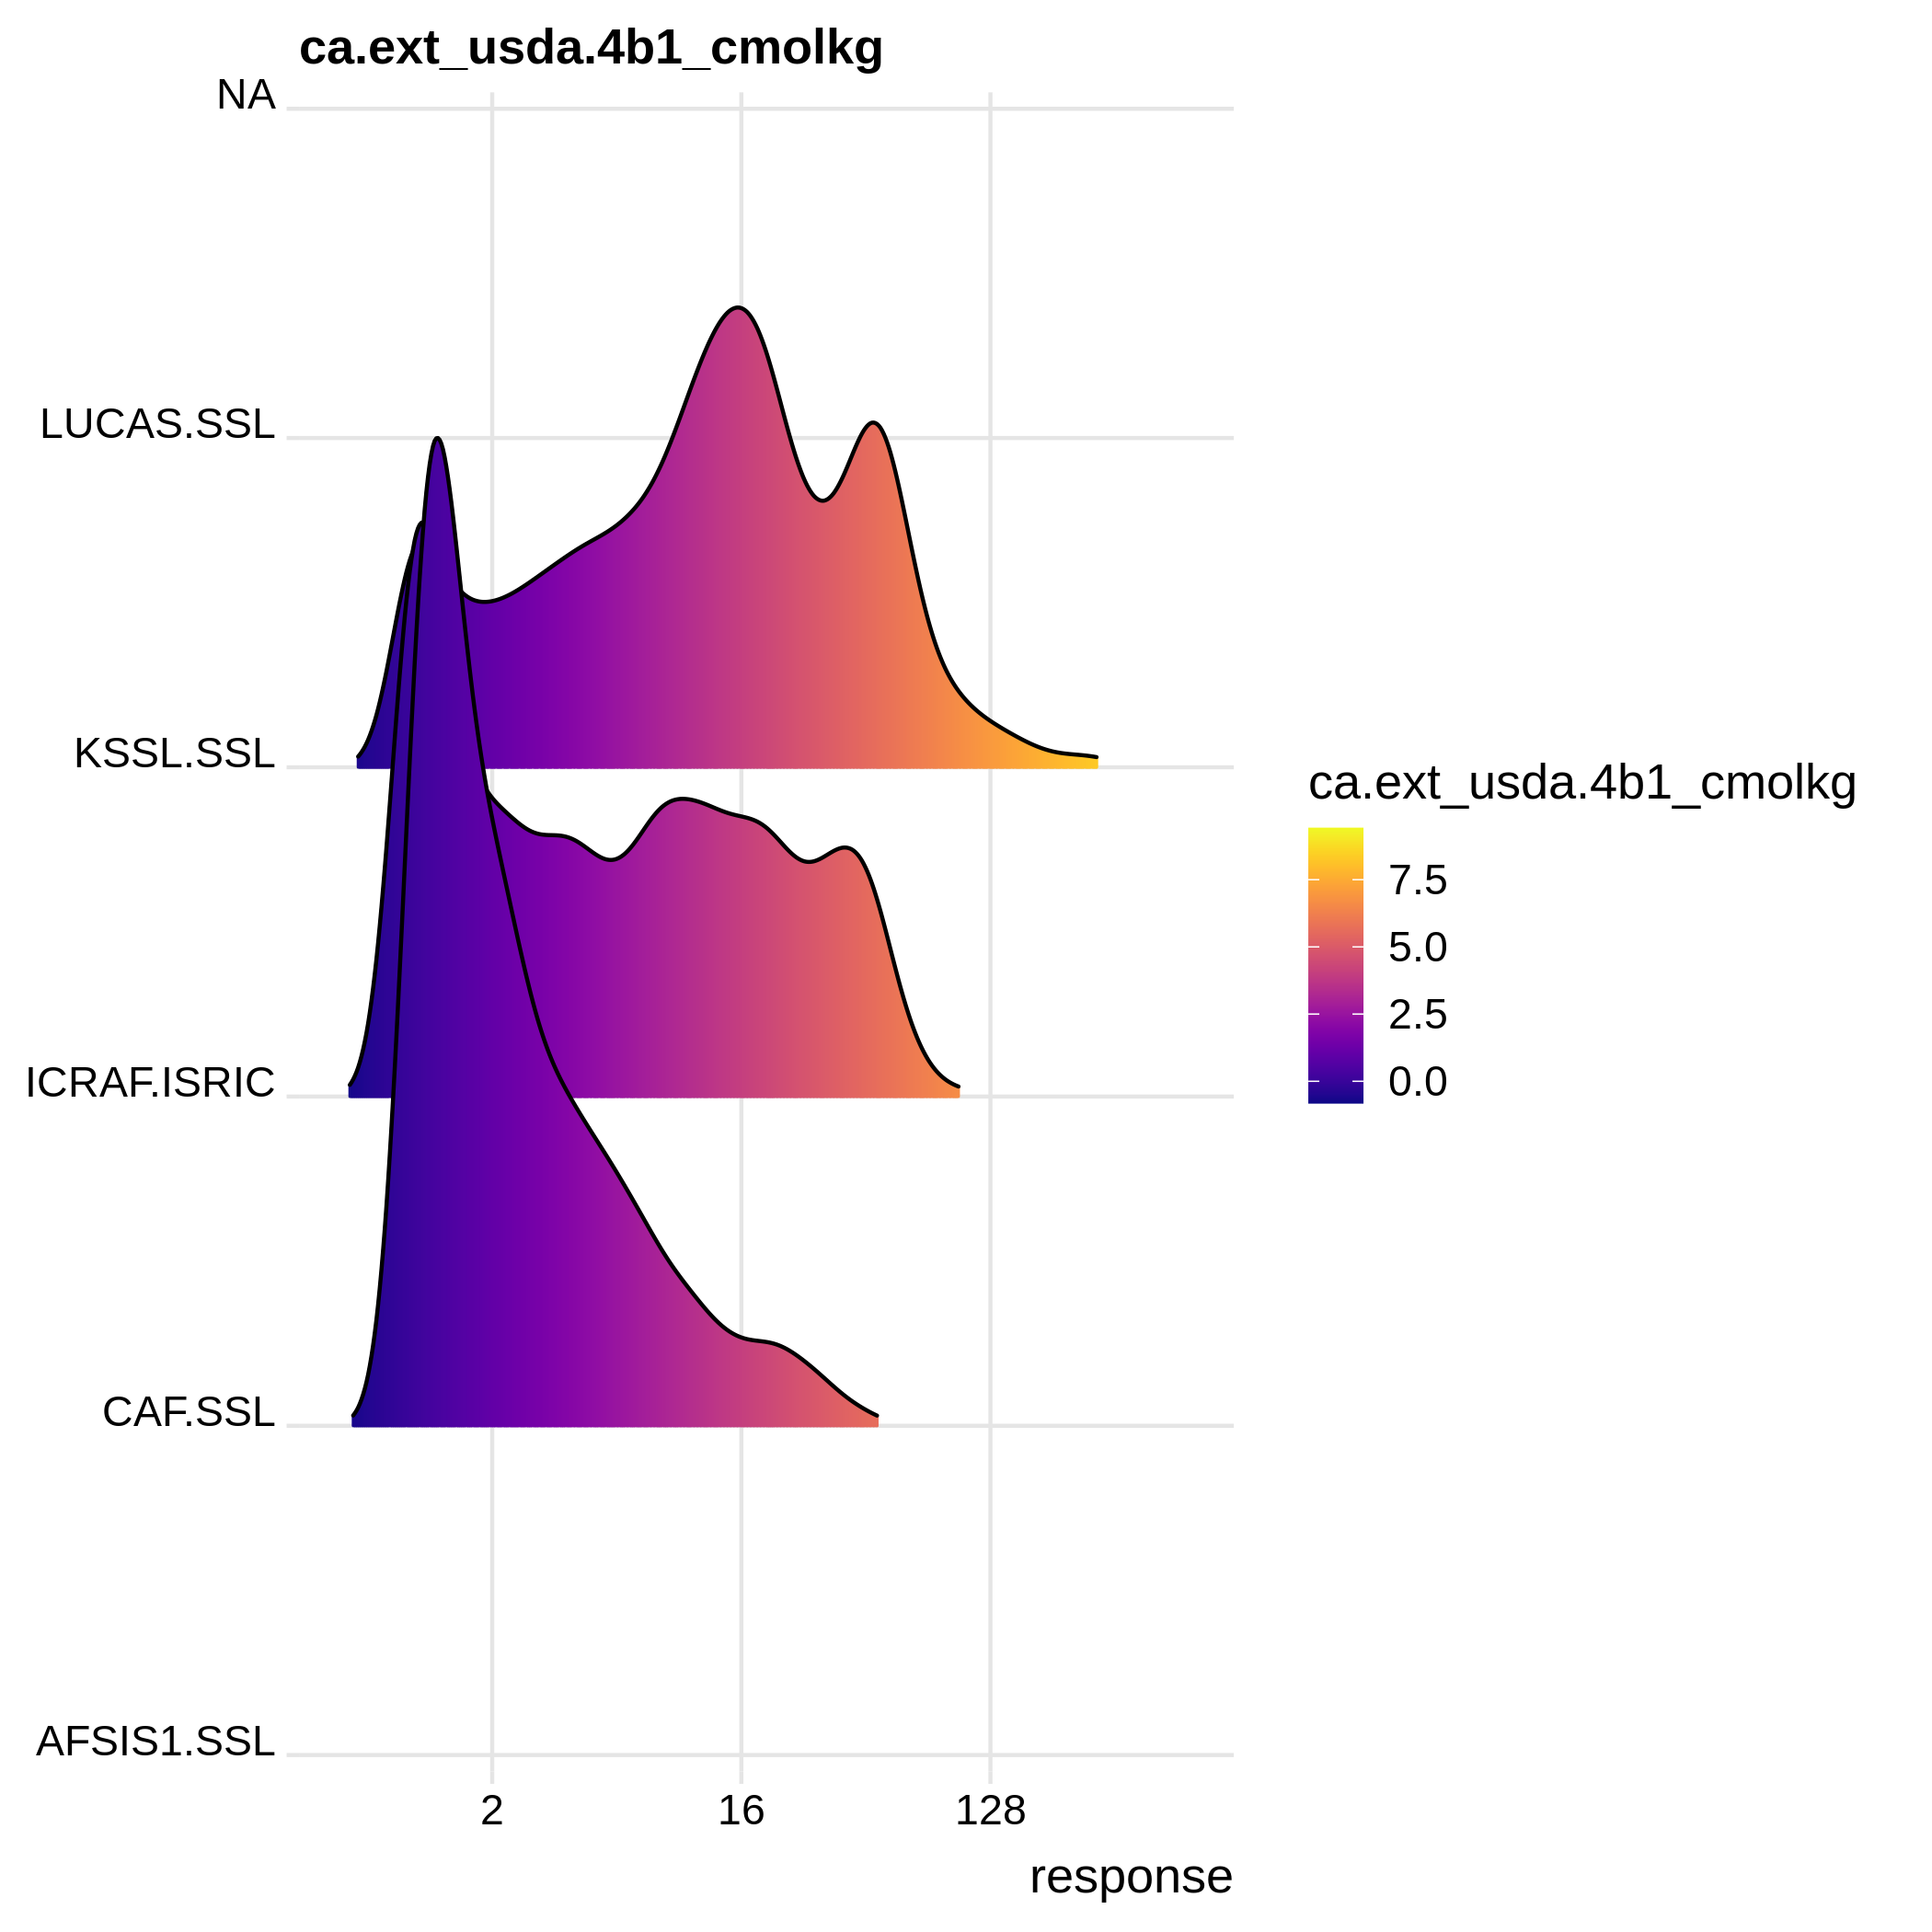 ca.ext_usda.4b1_cmolkg
NA
LUCAS.SSL
KSSL.SSL
ICRAF.ISRIC
CAF.SSL
AFSIS1.SSL
2 16 128
response
ca.ext_usda.4b1_cmolkg
7.5
5.0
2.5
0.0